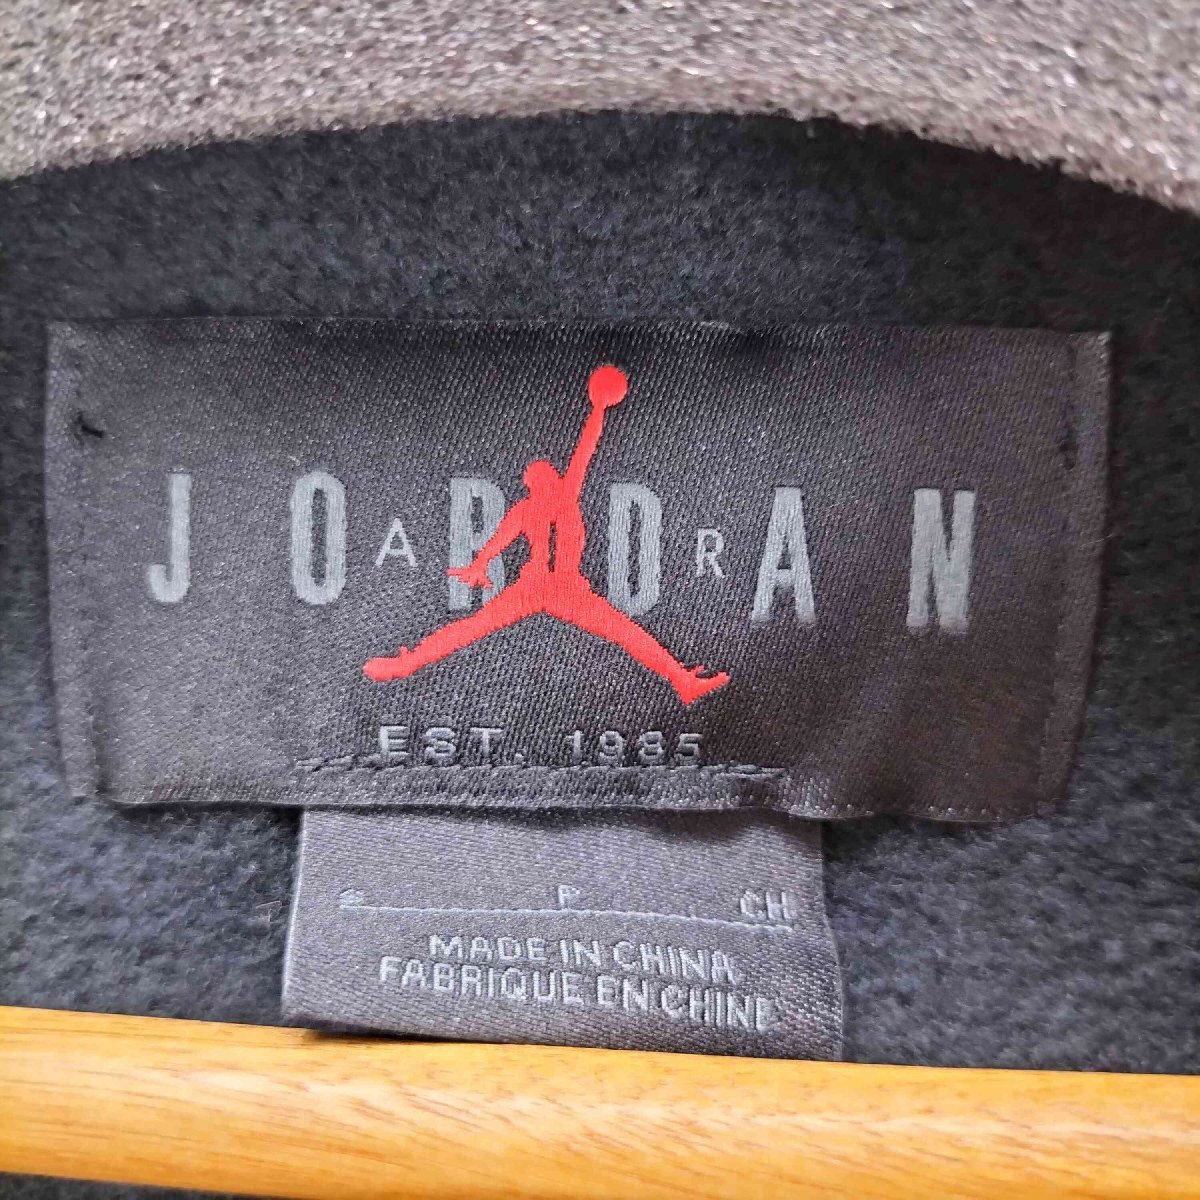 JORDAN
AIR
EST. 1985
S P CH
MADE IN CHINA
FABRIQUE EN CHINE